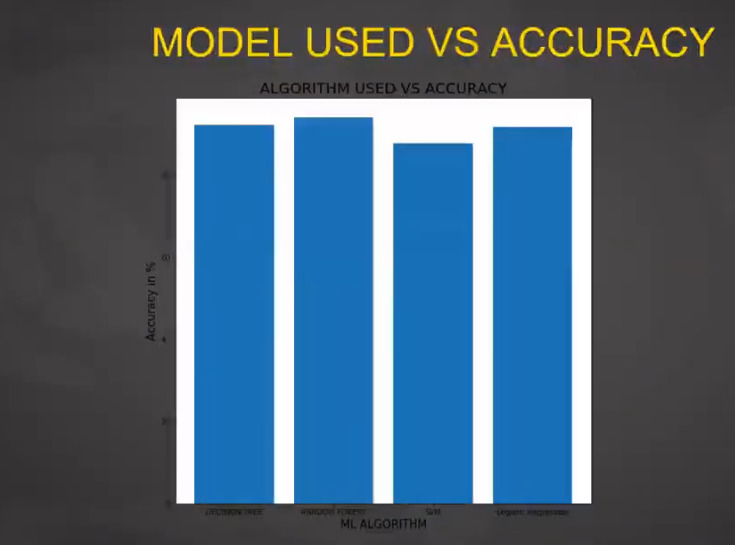 MODEL USED VS ACCURACY
ALGORITHM USED VS ACCURACY
Accuracy in %
DECISION TREE
RANDOM FOREST
SVM
Logistic Regression
ML ALGORITHM